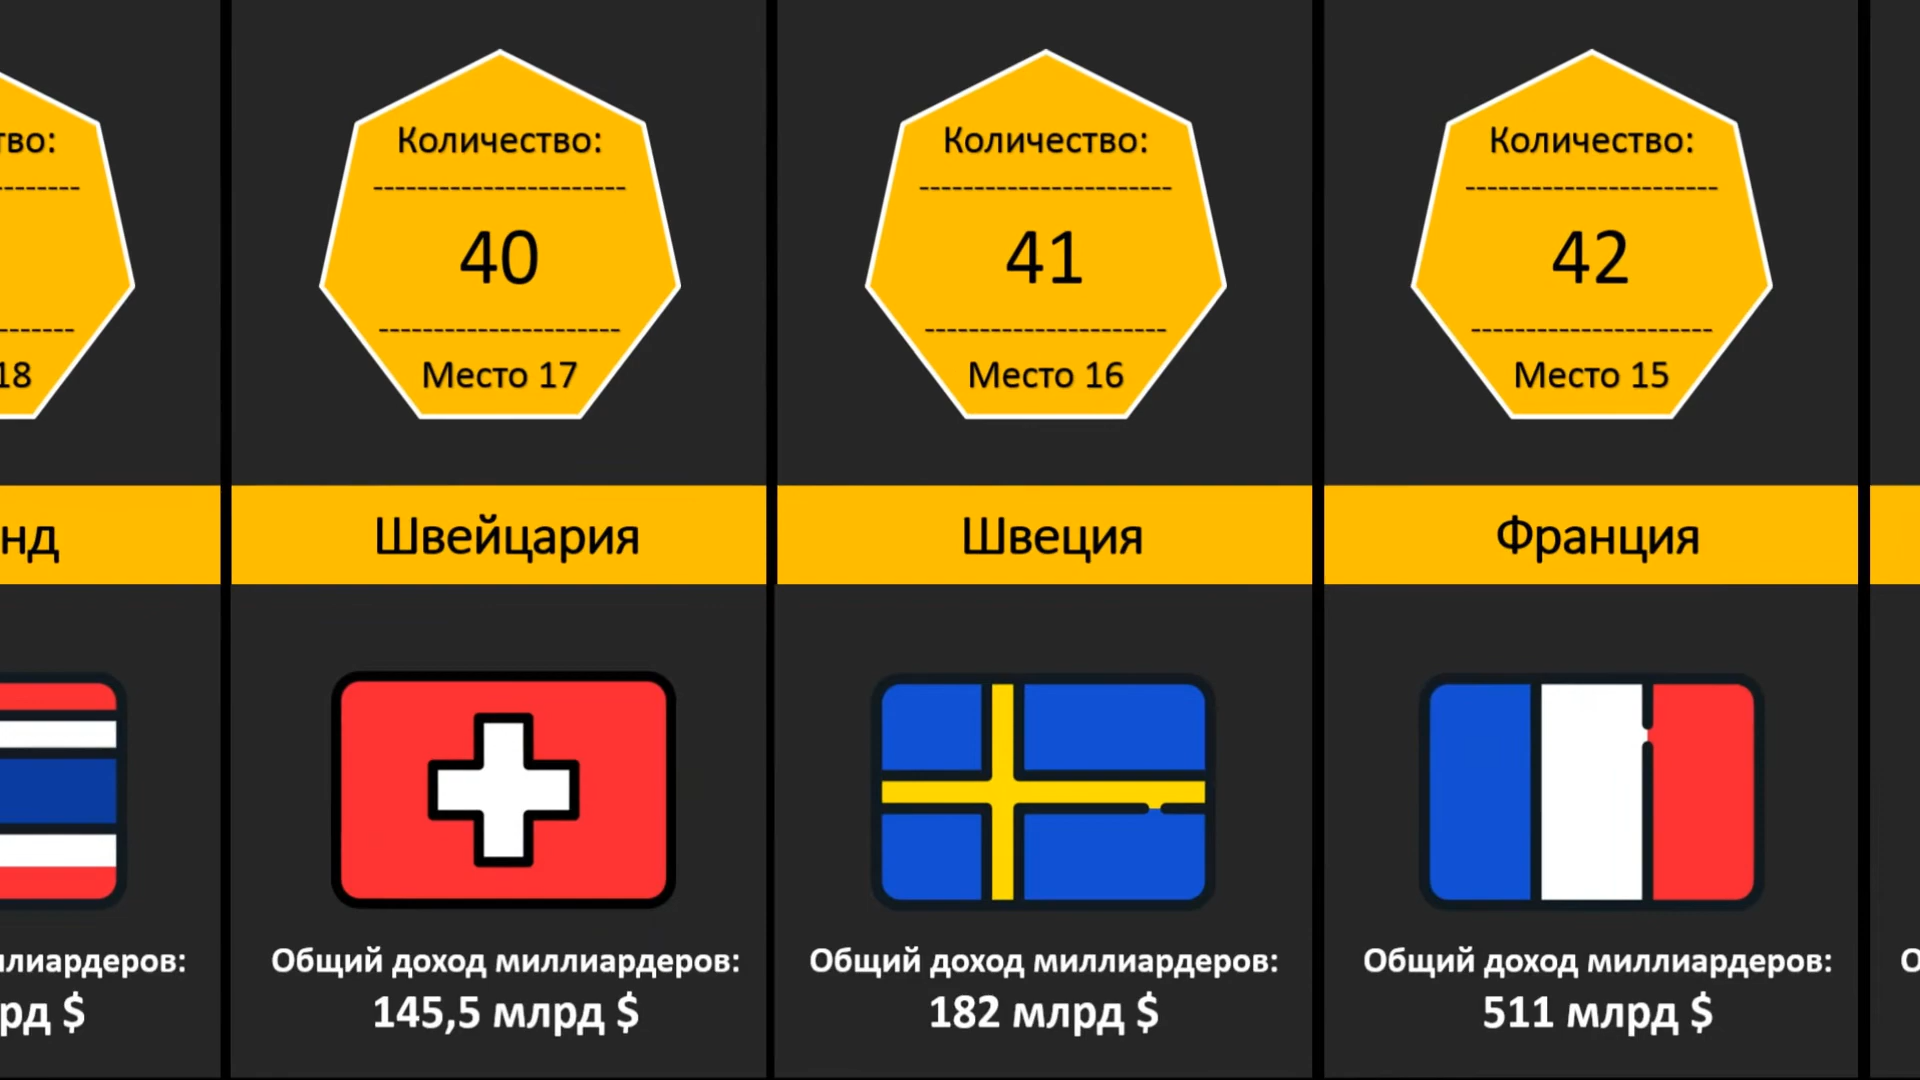 Количество:
40
Место 17
Швейцария
Общий доход миллиардеров:
145,5 млрд $
Количество:
41
Место 16
Швеция
Общий доход миллиардеров:
182 млрд $
Количество:
42
Место 15
Франция
Общий доход миллиардеров:
511 млрд $
18